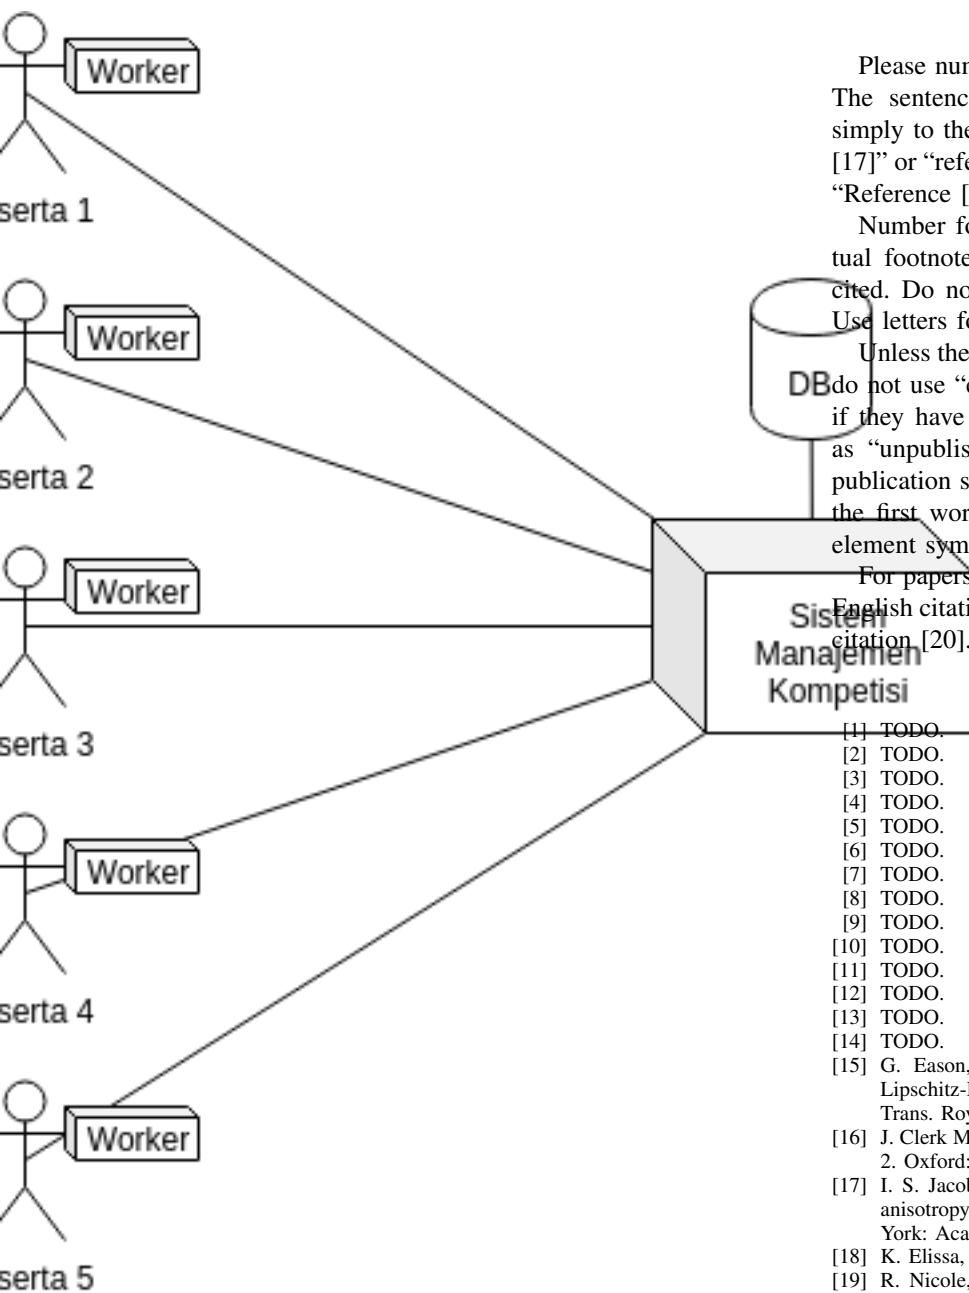 Worker
serta 1
Worker
serta 2
Worker
serta 3
Worker
serta 4
Worker
serta 5
DB
Sistem
Manajemen
Kompetisi
Please num
The sentenc
simply to the
[17]” or “refe
“Reference [
Number fo
tual footnote
cited. Do no
Use letters fo
Unless the
do not use “e
if they have
as “unpublis
publication s
the first wor
element sym
For papers
English citati
citation [20].
[1] TODO.
[2] TODO.
[3] TODO.
[4] TODO.
[5] TODO.
[6] TODO.
[7] TODO.
[8] TODO.
[9] TODO.
[10] TODO.
[11] TODO.
[12] TODO.
[13] TODO.
[14] TODO.
[15] G. Eason,
Lipschitz-
Trans. Roy
[16] J. Clerk M
2. Oxford:
[17] I. S. Jacob
anisotropy
York: Aca
[18] K. Elissa,
[19] R. Nicole,